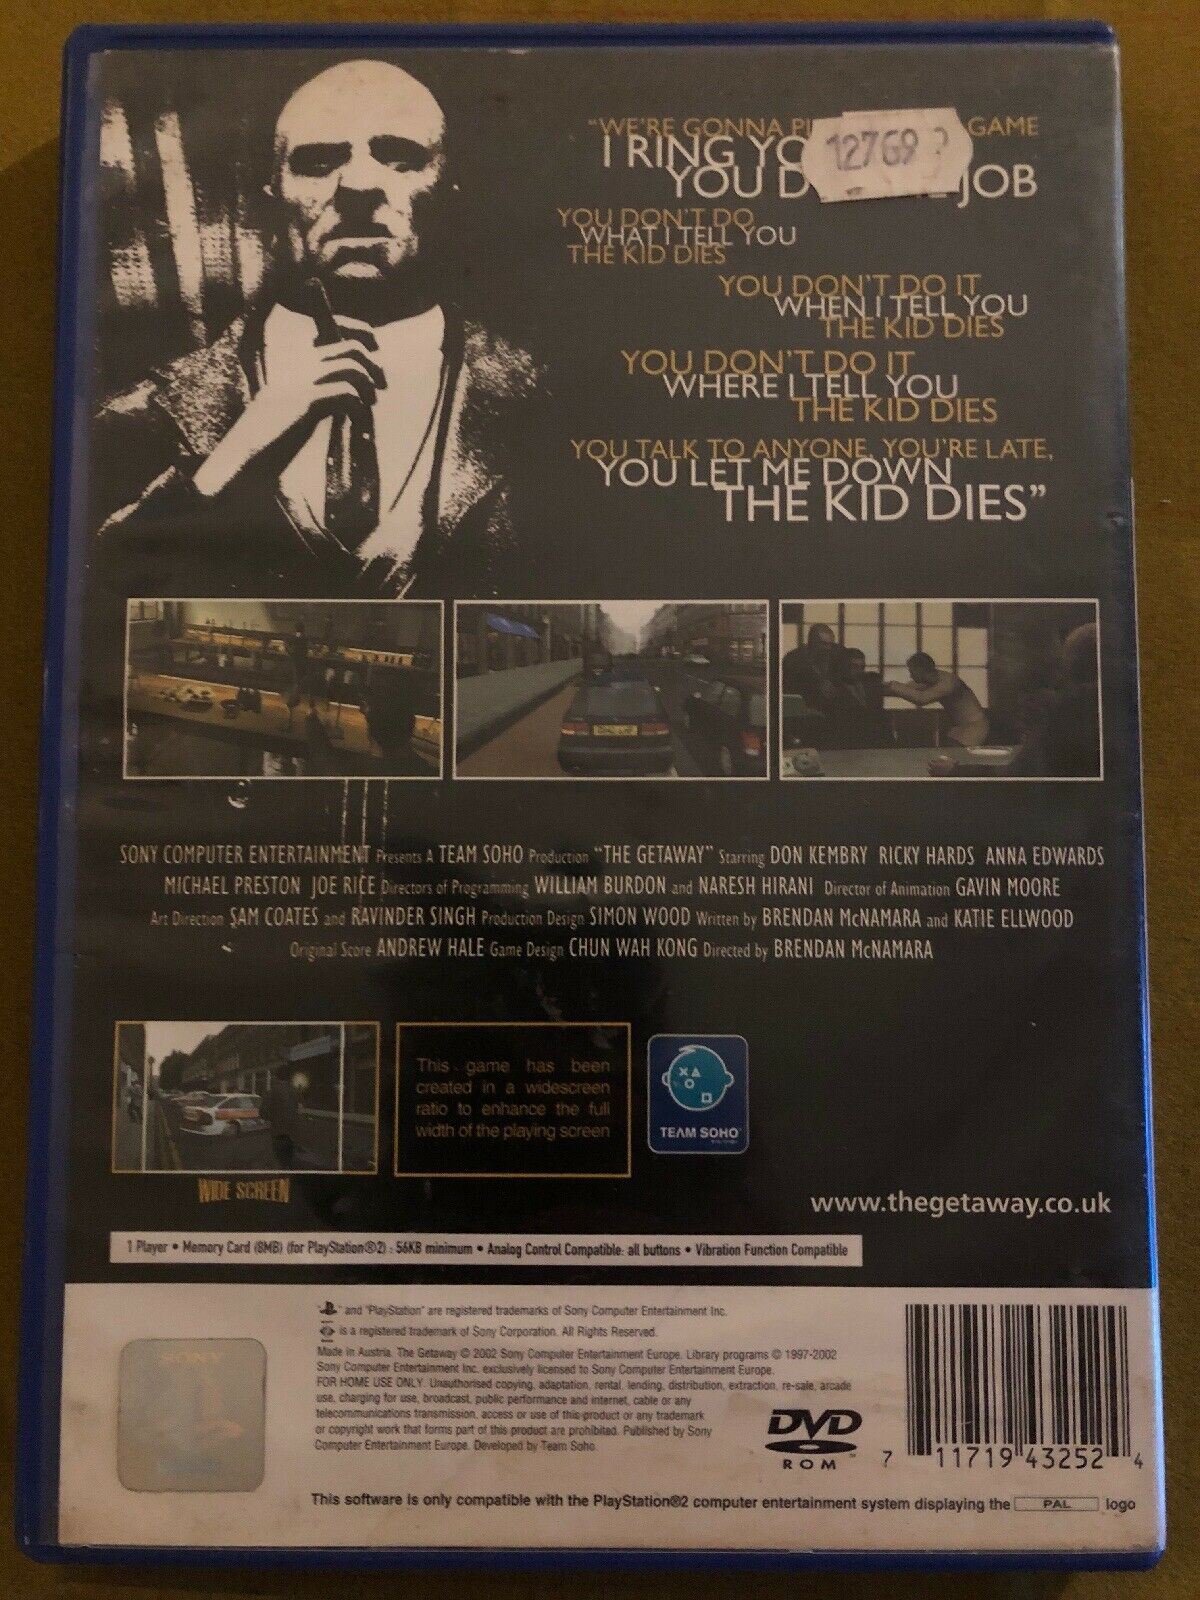 "WE'RE GONNA GAME
I RING
YOU JOB
12769
YOU DON'T DO
WHAT I TELL YOU
THE KID DIES
YOU DON'T DO IT
WHEN I TELL YOU
THE KID DIES
YOU DON'T DO IT
WHERE I TELL YOU
THE KID DIES
YOU TALK TO ANYONE, YOU'RE LATE,
YOU LET ME DOWN
THE KID DIES"
SONY COMPUTER ENTERTAINMENT Presents A TEAM SOHO Production "THE GETAWAY" Starring DON KEMBRY RICKY HARDS ANNA EDWARDS
MICHAEL PRESTON JOE RICE Directors of Programming WILLIAM BURDON and NARESH HIRANI Director of Animation GAVIN MOORE
Art Direction SAM COATES and RAVINDER SINGH Production Design SIMON WOOD Written by BRENDAN McNAMARA and KATIE ELLWOOD
Original Score ANDREW HALE Game Design CHUN WAH KONG Directed by BRENDAN McNAMARA
This game has been
created in a widescreen
ratio to enhance the full
width of the playing screen
TEAM SOHO
WIDE SCREEN
www.thegetaway.co.uk
1 Player • Memory Card (8MB) (for PlayStation®2) : 56KB minimum • Analog Control Compatible: all buttons • Vibration Function Compatible
" " and "PlayStation" are registered trademarks of Sony Computer Entertainment Inc.
is a registered trademark of Sony Corporation. All Rights Reserved.
Made in Austria. The Getaway © 2002 Sony Computer Entertainment Europe. Library programs © 1997-2002
Sony Computer Entertainment Inc. exclusively licensed to Sony Computer Entertainment Europe.
FOR HOME USE ONLY. Unauthorised copying, adaptation, rental, lending, distribution, extraction, re-sale, arcade
use, charging for use, broadcast, public performance and internet, cable or any
telecommunications transmission, access or use of this product or any trademark
or copyright work that forms part of this product are prohibited. Published by Sony
Computer Entertainment Europe. Developed by Team Soho.
SONY
DVD
ROM
7 11719 43252 4
This software is only compatible with the PlayStation®2 computer entertainment system displaying the PAL logo